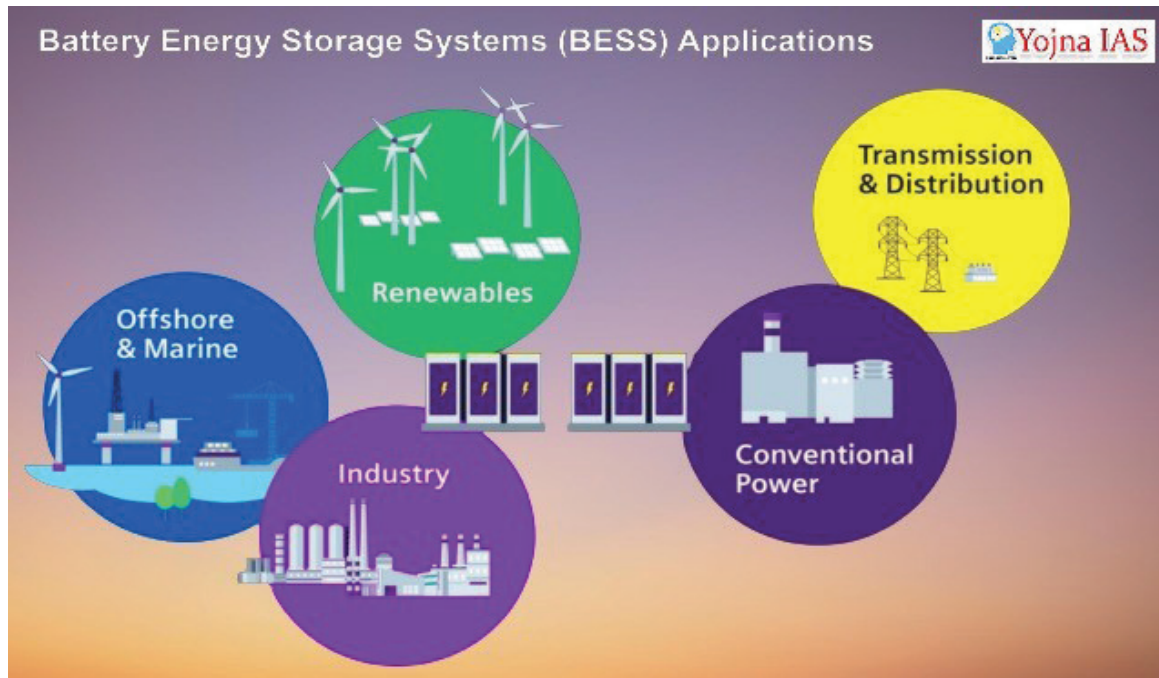 Battery Energy Storage Systems (BESS) Applications
Yojna IAS
Transmission
& Distribution
Renewables
Offshore
& Marine
Conventional
Power
Industry